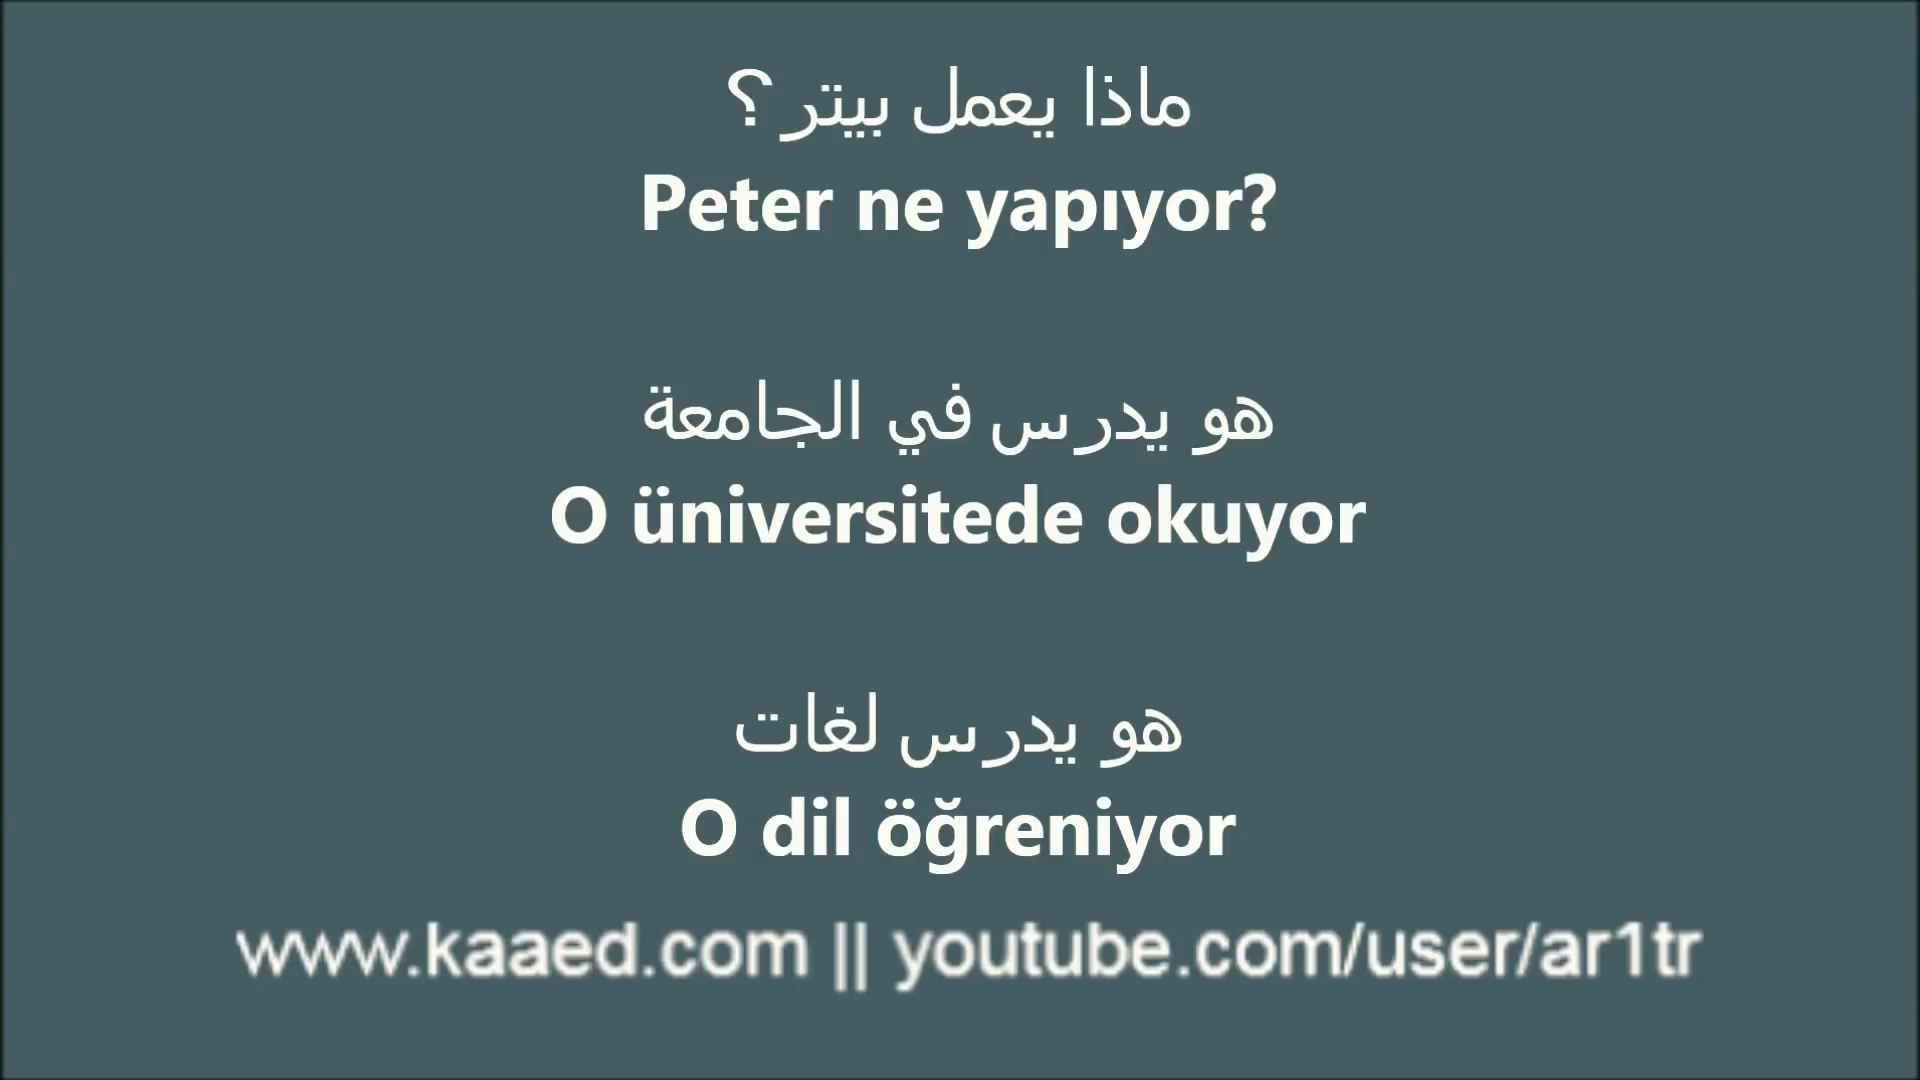 ماذا يعمل بيتر ؟
Peter ne yapıyor?
هو يدرس في الجامعة
O üniversitede okuyor
هو يدرس لغات
O dil öğreniyor
www.kaaed.com || youtube.com/user/ar1tr